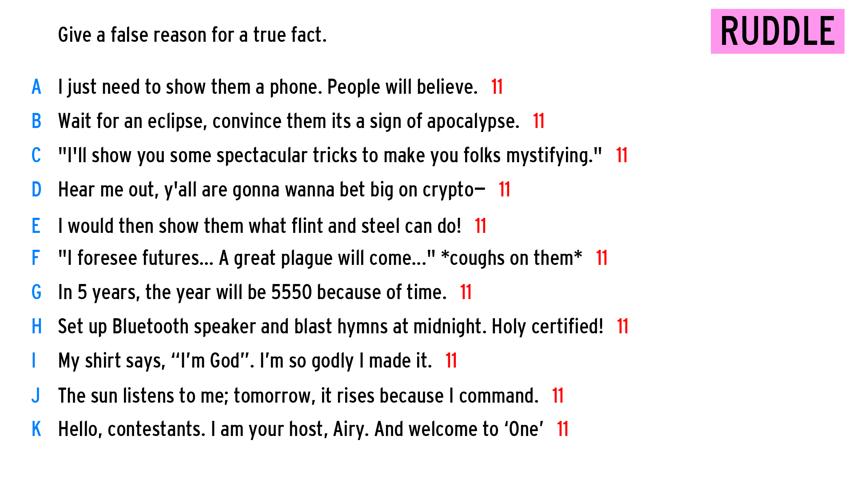 Give a false reason for a true fact.
RUDDLE
A I just need to show them a phone. People will believe. 11
B Wait for an eclipse, convince them its a sign of apocalypse. 11
C "I'll show you some spectacular tricks to make you folks mystifying." 11
D Hear me out, y'all are gonna wanna bet big on crypto— 11
E I would then show them what flint and steel can do! 11
F "I foresee futures... A great plague will come..." *coughs on them* 11
G In 5 years, the year will be 5550 because of time. 11
H Set up Bluetooth speaker and blast hymns at midnight. Holy certified! 11
I My shirt says, “I’m God”. I’m so godly I made it. 11
J The sun listens to me; tomorrow, it rises because I command. 11
K Hello, contestants. I am your host, Airy. And welcome to ‘One’ 11